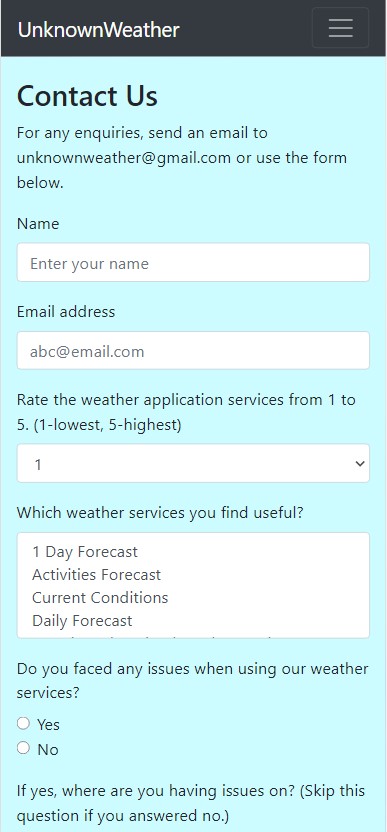 UnknownWeather
Contact Us
For any enquiries, send an email to
unknownweather@gmail.com or use the form
below.
Name
Enter your name
Email address
abc@email.com
Rate the weather application services from 1 to
5. (1-lowest, 5-highest)
1
Which weather services you find useful?
1 Day Forecast
Activities Forecast
Current Conditions
Daily Forecast
Do you faced any issues when using our weather
services?
Yes
No
If yes, where are you having issues on? (Skip this
question if you answered no.)